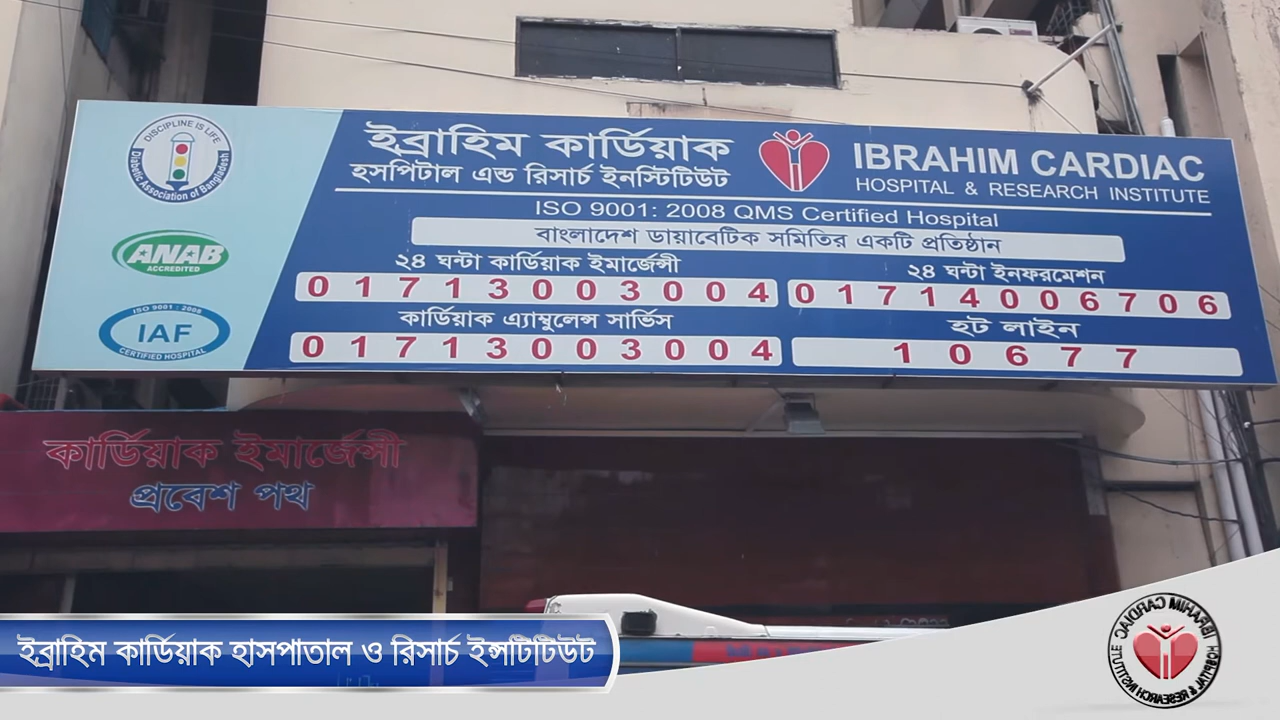 DISCIPLINE IS LIFE
Diabetic Association of Bangladesh
ANAB
ACCREDITED
ISO 9001 : 2008
IAF
CERTIFIED HOSPITAL
ইব্রাহিম কার্ডিয়াক
হসপিটাল এন্ড রিসার্চ ইনস্টিটিউট
IBRAHIM CARDIAC
HOSPITAL & RESEARCH INSTITUTE
ISO 9001: 2008 QMS Certified Hospital
বাংলাদেশ ডায়াবেটিক সমিতির একটি প্রতিষ্ঠান
২৪ ঘন্টা কার্ডিয়াক ইমার্জেন্সী
01713003004
২৪ ঘন্টা ইনফরমেশন
01714006706
কার্ডিয়াক এ্যাম্বুলেন্স সার্ভিস
01713003004
হট লাইন
10677
কার্ডিয়াক ইমার্জেন্সী
প্রবেশ পথ
ইব্রাহিম কার্ডিয়াক হাসপাতাল ও রিসার্চ ইন্সটিটিউট
IBRAHIM CARDIAC
HOSPITAL & RESEARCH INSTITUTE